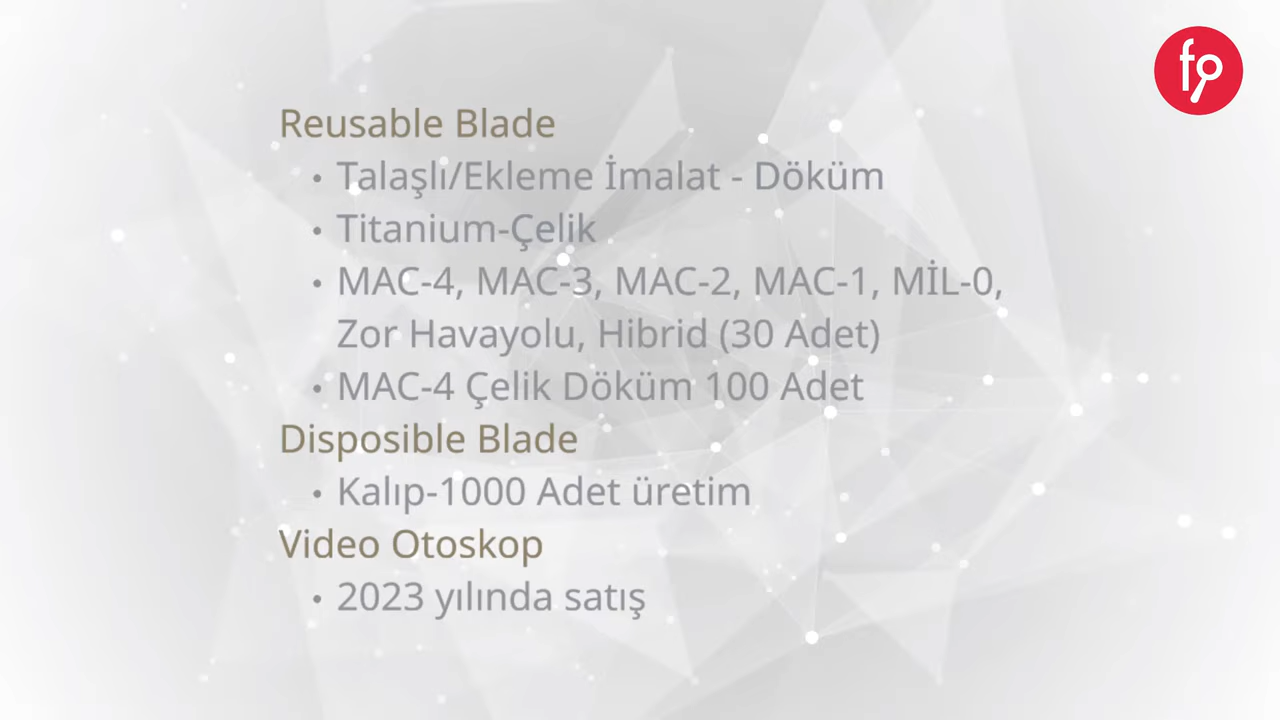 Reusable Blade
• Talaşlı/Ekleme İmalat - Döküm
• Titanium-Çelik
• MAC-4, MAC-3, MAC-2, MAC-1, MİL-0,
Zor Havayolu, Hibrid (30 Adet)
• MAC-4 Çelik Döküm 100 Adet
Disposible Blade
• Kalıp-1000 Adet üretim
Video Otoskop
• 2023 yılında satış